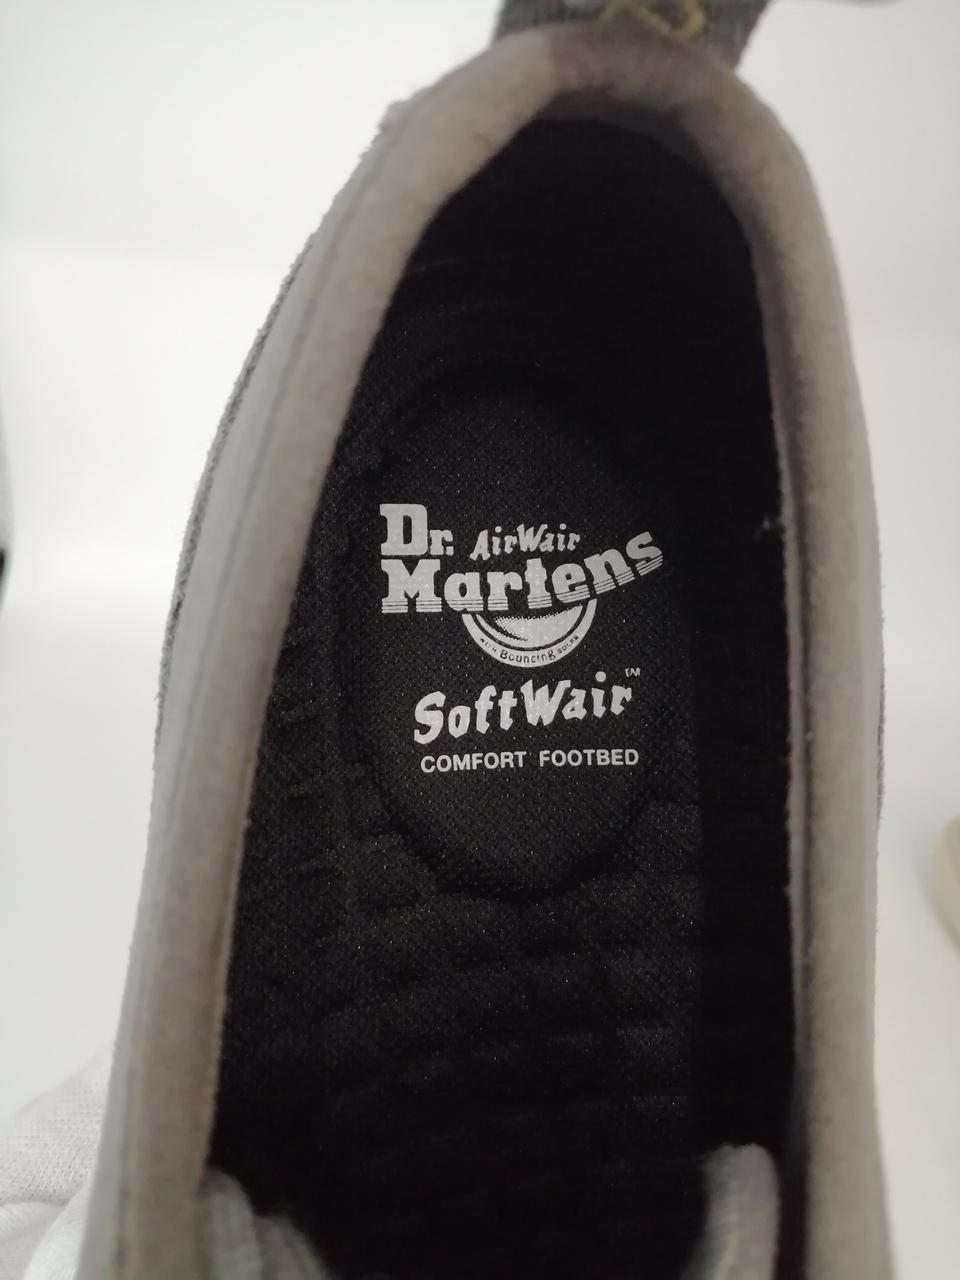 Dr. AirWair
Martens
WITH Bouncing SOLES
SoftWair™
COMFORT FOOTBED